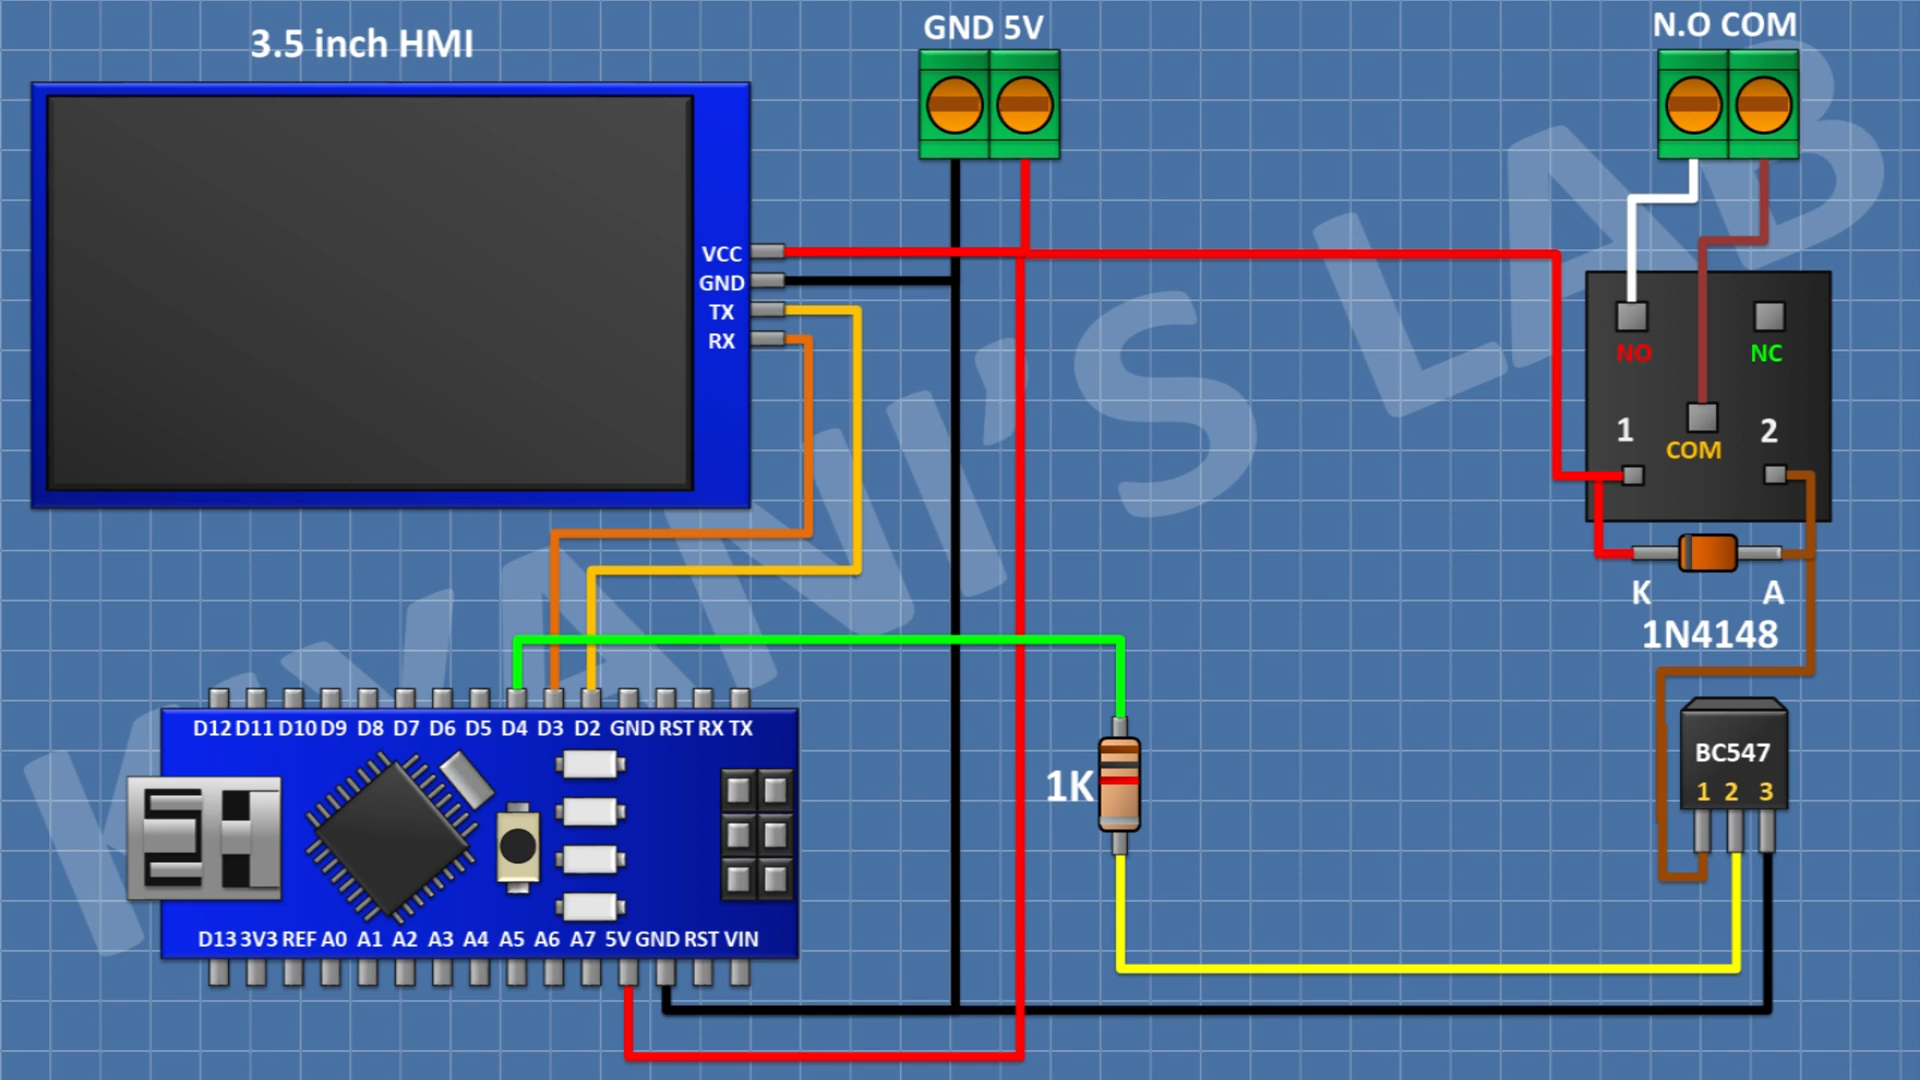 3.5 inch HMI
GND 5V
N.O COM
VCC
GND
TX
RX
NO
NC
1
COM
2
K
A
1N4148
D12 D11 D10 D9 D8 D7 D6 D5 D4 D3 D2 GND RST RX TX
1K
BC547
1 2 3
D13 3V3 REF A0 A1 A2 A3 A4 A5 A6 A7 5V GND RST VIN
KIYANI'S LAB